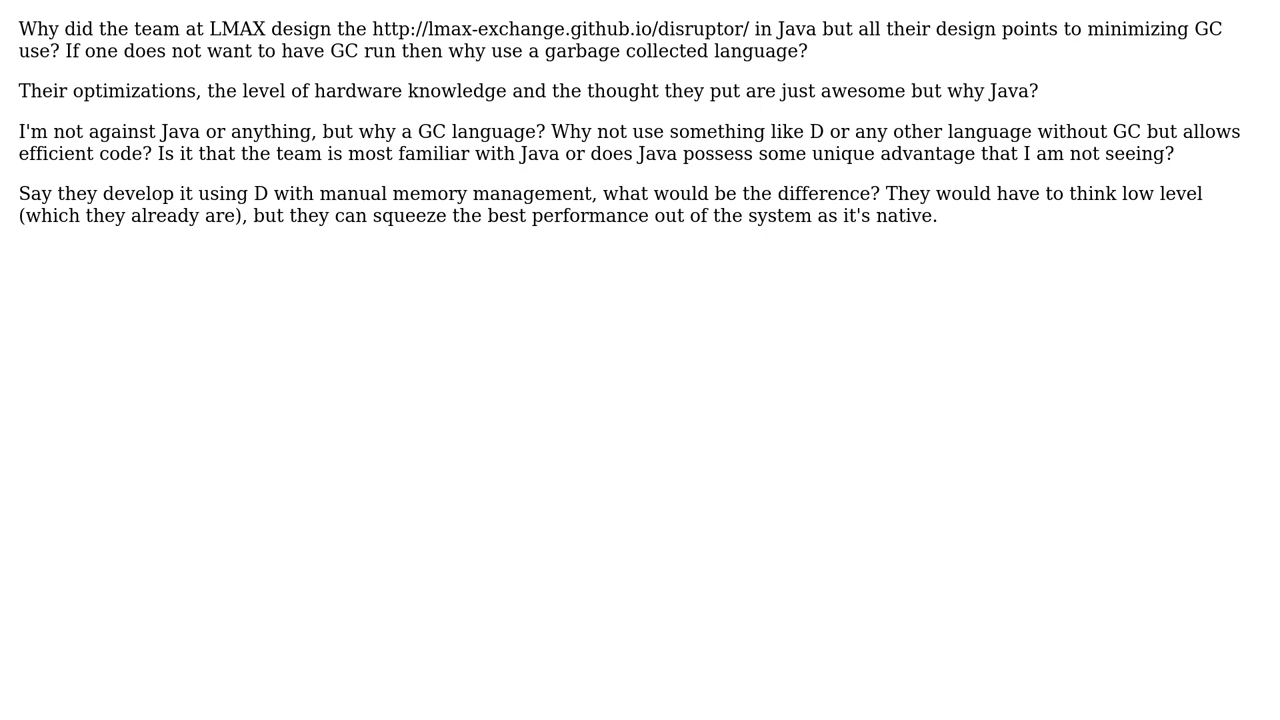 Why did the team at LMAX design the http://lmax-exchange.github.io/disruptor/ in Java but all their design points to minimizing GC
use? If one does not want to have GC run then why use a garbage collected language?
Their optimizations, the level of hardware knowledge and the thought they put are just awesome but why Java?
I'm not against Java or anything, but why a GC language? Why not use something like D or any other language without GC but allows
efficient code? Is it that the team is most familiar with Java or does Java possess some unique advantage that I am not seeing?
Say they develop it using D with manual memory management, what would be the difference? They would have to think low level
(which they already are), but they can squeeze the best performance out of the system as it's native.